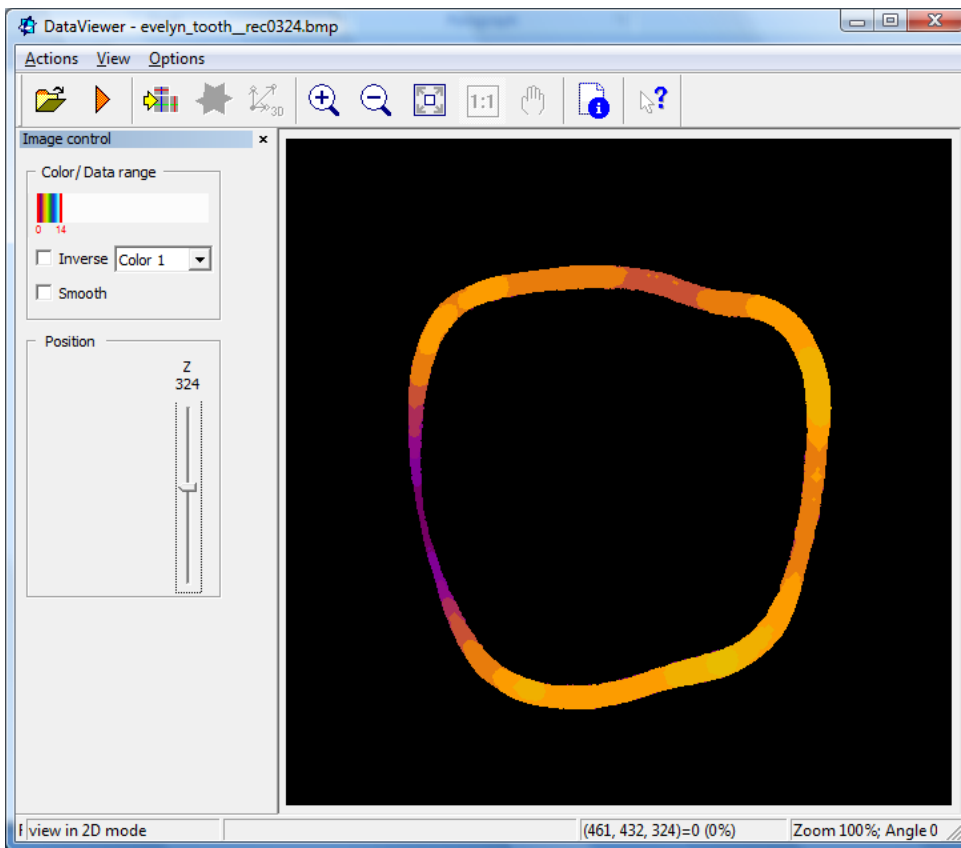 DataViewer - evelyn_tooth__rec0324.bmp
Actions View Options
3D
1:1
i
?
Image control
Color/Data range
0 14
Inverse Color 1
Smooth
Position
Z
324
view in 2D mode
(461, 432, 324)=0 (0%)
Zoom 100%; Angle 0